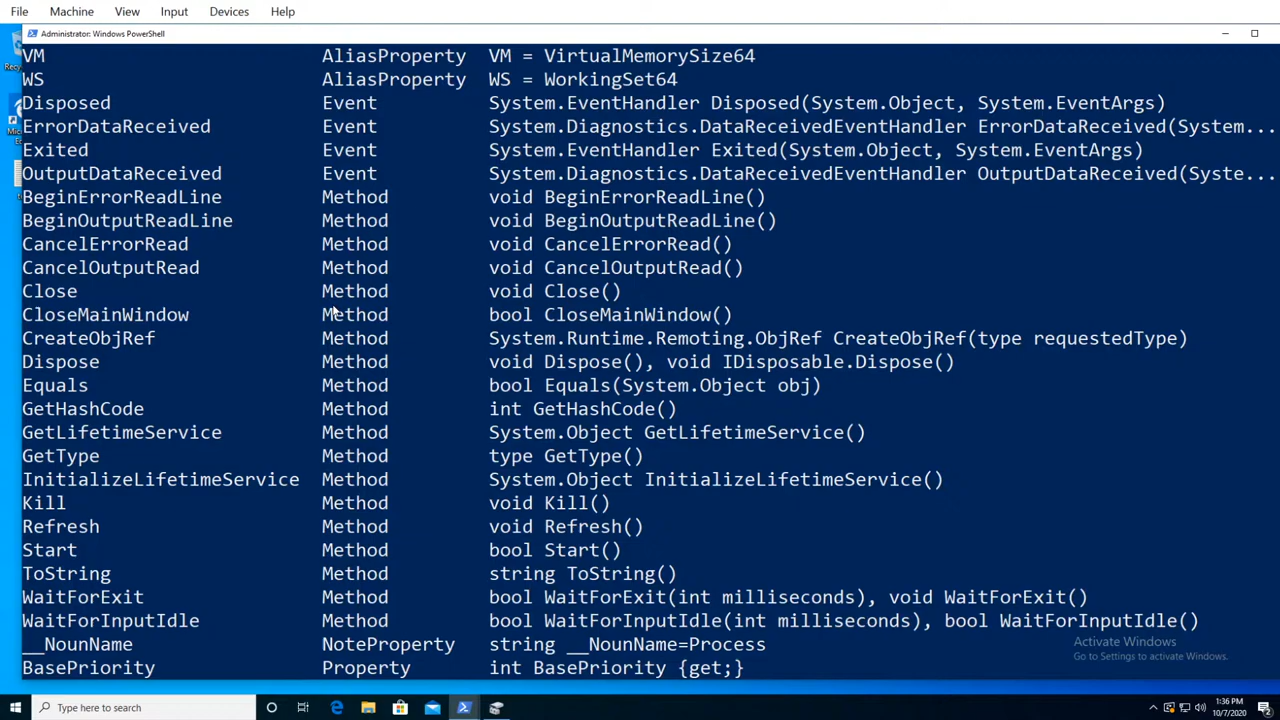 File Machine View Input Devices Help
Administrator: Windows PowerShell
VM AliasProperty VM = VirtualMemorySize64
WS AliasProperty WS = WorkingSet64
Disposed Event System.EventHandler Disposed(System.Object, System.EventArgs)
ErrorDataReceived Event System.Diagnostics.DataReceivedEventHandler ErrorDataReceived(System...
Exited Event System.EventHandler Exited(System.Object, System.EventArgs)
OutputDataReceived Event System.Diagnostics.DataReceivedEventHandler OutputDataReceived(Syste...
BeginErrorReadLine Method void BeginErrorReadLine()
BeginOutputReadLine Method void BeginOutputReadLine()
CancelErrorRead Method void CancelErrorRead()
CancelOutputRead Method void CancelOutputRead()
Close Method void Close()
CloseMainWindow Method bool CloseMainWindow()
CreateObjRef Method System.Runtime.Remoting.ObjRef CreateObjRef(type requestedType)
Dispose Method void Dispose(), void IDisposable.Dispose()
Equals Method bool Equals(System.Object obj)
GetHashCode Method int GetHashCode()
GetLifetimeService Method System.Object GetLifetimeService()
GetType Method type GetType()
InitializeLifetimeService Method System.Object InitializeLifetimeService()
Kill Method void Kill()
Refresh Method void Refresh()
Start Method bool Start()
ToString Method string ToString()
WaitForExit Method bool WaitForExit(int milliseconds), void WaitForExit()
WaitForInputIdle Method bool WaitForInputIdle(int milliseconds), bool WaitForInputIdle()
__NounName NoteProperty string __NounName=Process
BasePriority Property int BasePriority {get;}
Activate Windows
Go to Settings to activate Windows.
Type here to search
1:36 PM
10/7/2020